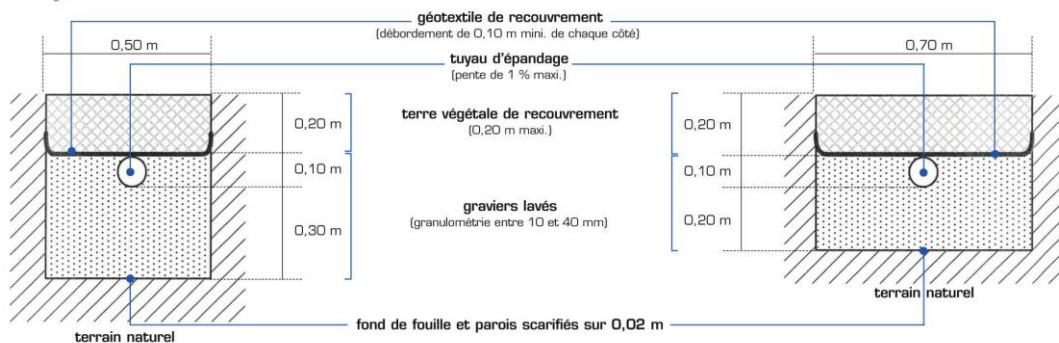 géotextile de recouvrement
(débordement de 0,10 m mini. de chaque côté)
0,50 m
0,70 m
tuyau d'épandage
(pente de 1 % maxi.)
terre végétale de recouvrement
(0,20 m maxi.)
0,20 m
0,20 m
0,10 m
0,10 m
graviers lavés
(granulométrie entre 10 et 40 mm)
0,30 m
0,20 m
terrain naturel
fond de fouille et parois scarifiés sur 0,02 m
terrain naturel